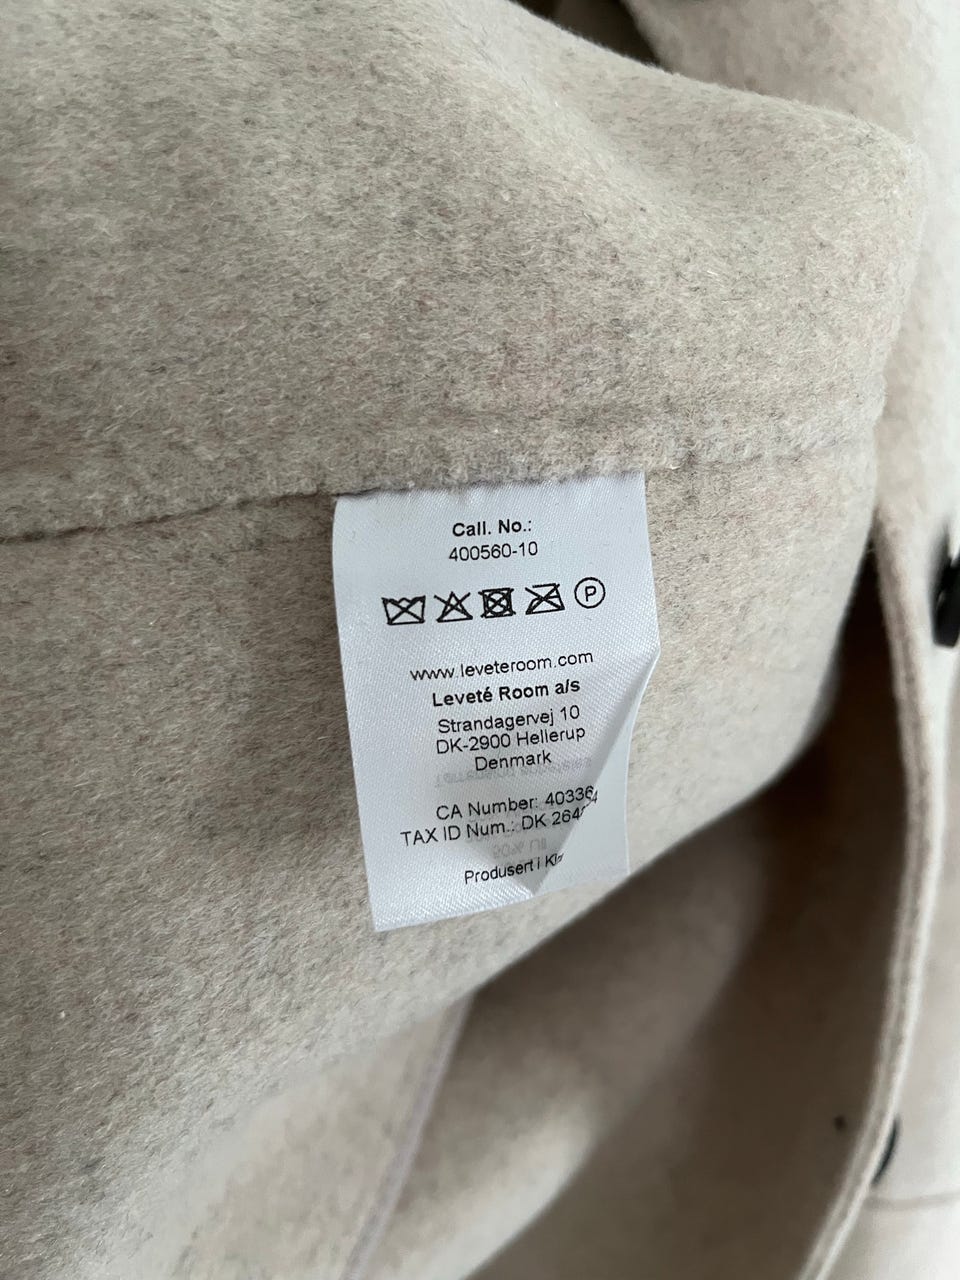 Call. No.:
400560-10
P
www.leveteroom.com
Leveté Room a/s
Strandagervej 10
DK-2900 Hellerup
Denmark
CA Number: 40336
TAX ID Num.: DK 264
Produsert i